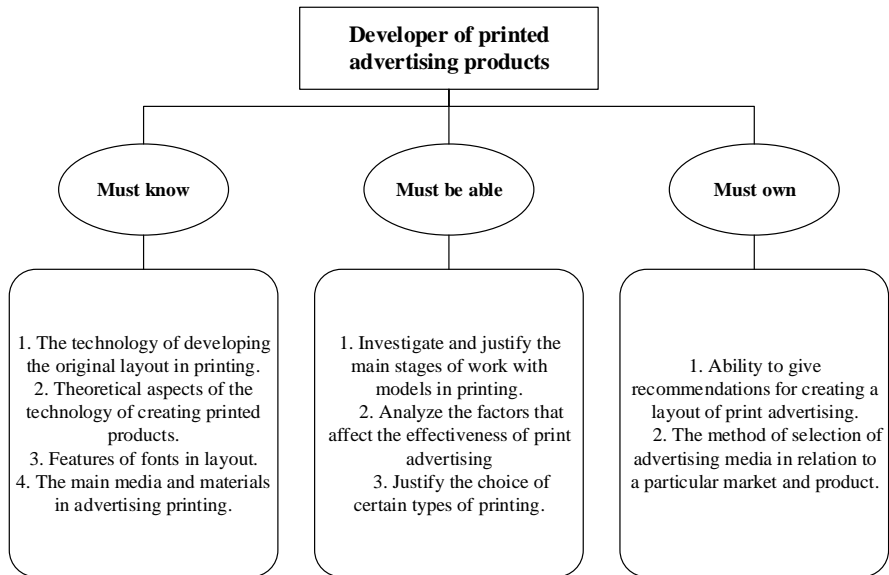 Developer of printed
advertising products
Must know
Must be able
Must own
1. The technology of developing
the original layout in printing.
2. Theoretical aspects of the
technology of creating printed
products.
3. Features of fonts in layout.
4. The main media and materials
in advertising printing.
1. Investigate and justify the
main stages of work with
models in printing.
2. Analyze the factors that
affect the effectiveness of print
advertising
3. Justify the choice of
certain types of printing.
1. Ability to give
recommendations for creating a
layout of print advertising.
2. The method of selection of
advertising media in relation to
a particular market and product.